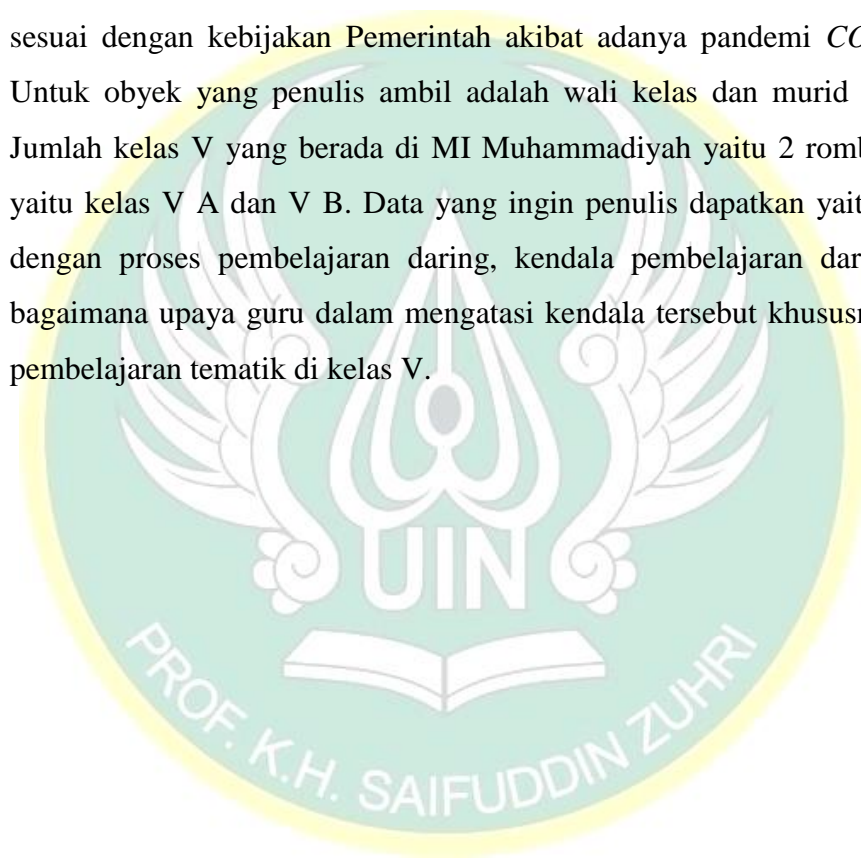 sesuai dengan kebijakan Pemerintah akibat adanya pandemi
Untuk obyek yang penulis ambil adalah wali kelas dan murid
Jumlah kelas V yang berada di MI Muhammadiyah yaitu 2
yaitu kelas V A dan V B. Data yang ingin penulis dapatkan
dengan proses pembelajaran daring, kendala pembelajaran
bagaimana upaya guru dalam mengatasi kendala tersebut
pembelajaran tematik di kelas V.
UIN
PROF. K.H. SAIFUDDIN ZUHRI